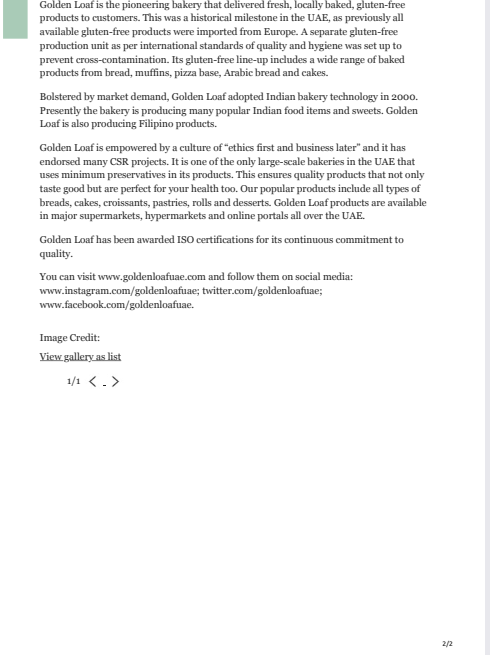 Golden Loaf is the pioneering bakery that delivered fresh, locally baked, gluten-free
products to customers. This was a historical milestone in the UAE, as previously all
available gluten-free products were imported from Europe. A separate gluten-free
production unit as per international standards of quality and hygiene was set up to
prevent cross-contamination. Its gluten-free line-up includes a wide range of baked
products from bread, muffins, pizza base, Arabic bread and cakes.
Bolstered by market demand, Golden Loaf adopted Indian bakery technology in 2000.
Presently the bakery is producing many popular Indian food items and sweets. Golden
Loaf is also producing Filipino products.
Golden Loaf is empowered by a culture of “ethics first and business later” and it has
endorsed many CSR projects. It is one of the only large-scale bakeries in the UAE that
uses minimum preservatives in its products. This ensures quality products that not only
taste good but are perfect for your health too. Our popular products include all types of
breads, cakes, croissants, pastries, rolls and desserts. Golden Loaf products are available
in major supermarkets, hypermarkets and online portals all over the UAE.
Golden Loaf has been awarded ISO certifications for its continuous commitment to
quality.
You can visit www.goldenloafuae.com and follow them on social media:
www.instagram.com/goldenloafuae; twitter.com/goldenloafuae;
www.facebook.com/goldenloafuae.
Image Credit:
View gallery as list
1/1
2/2